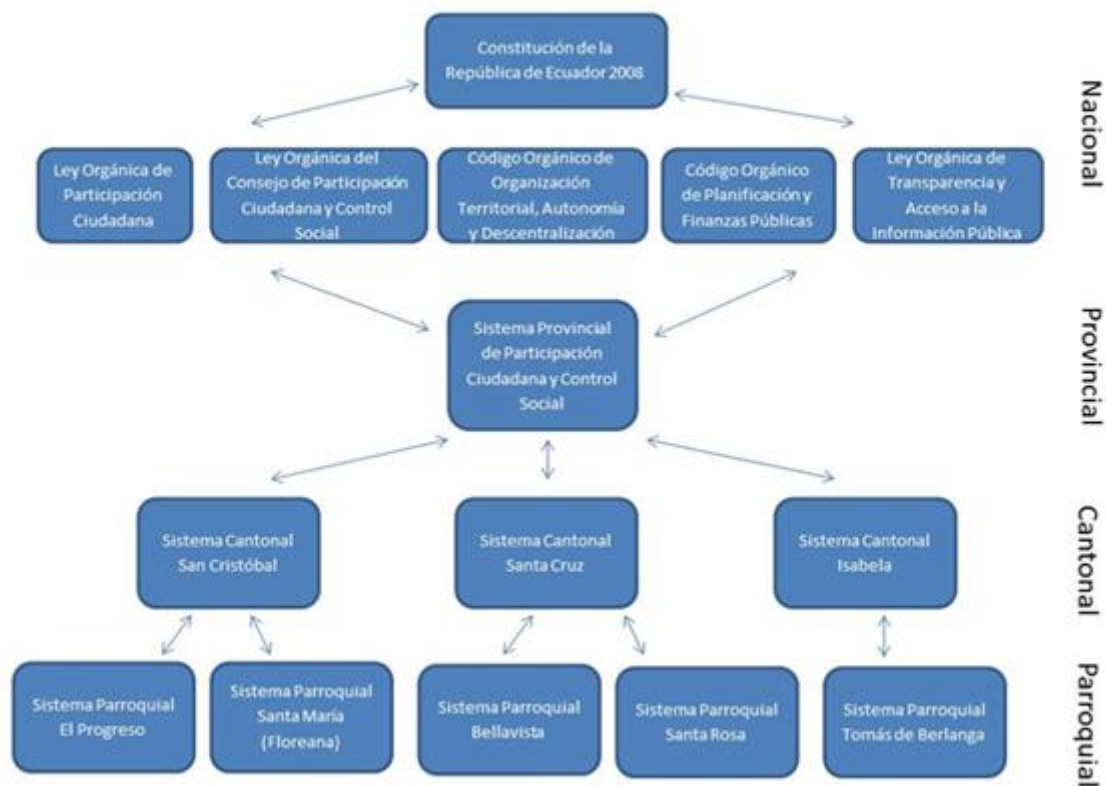 Constitución de la
República de Ecuador 2008
Nacional
Ley Orgánica de
Participación
Ciudadana
Ley Orgánica del
Consejo de Participación
Ciudadana y Control
Social
Código Orgánico de
Organización
Territorial, Autonomía
y Descentralización
Código Orgánico
de Planificación y
Finanzas Públicas
Ley Orgánica de
Transparencia y
Acceso a la
Información Pública
Sistema Provincial
de Participación
Ciudadana y Control
Social
Provincial
Sistema Cantonal
San Cristóbal
Sistema Cantonal
Santa Cruz
Sistema Cantonal
Isabela
Cantonal
Sistema Parroquial
El Progreso
Sistema Parroquial
Santa María
(Floreana)
Sistema Parroquial
Bellavista
Sistema Parroquial
Santa Rosa
Sistema Parroquial
Tomás de Berlanga
Parroquial